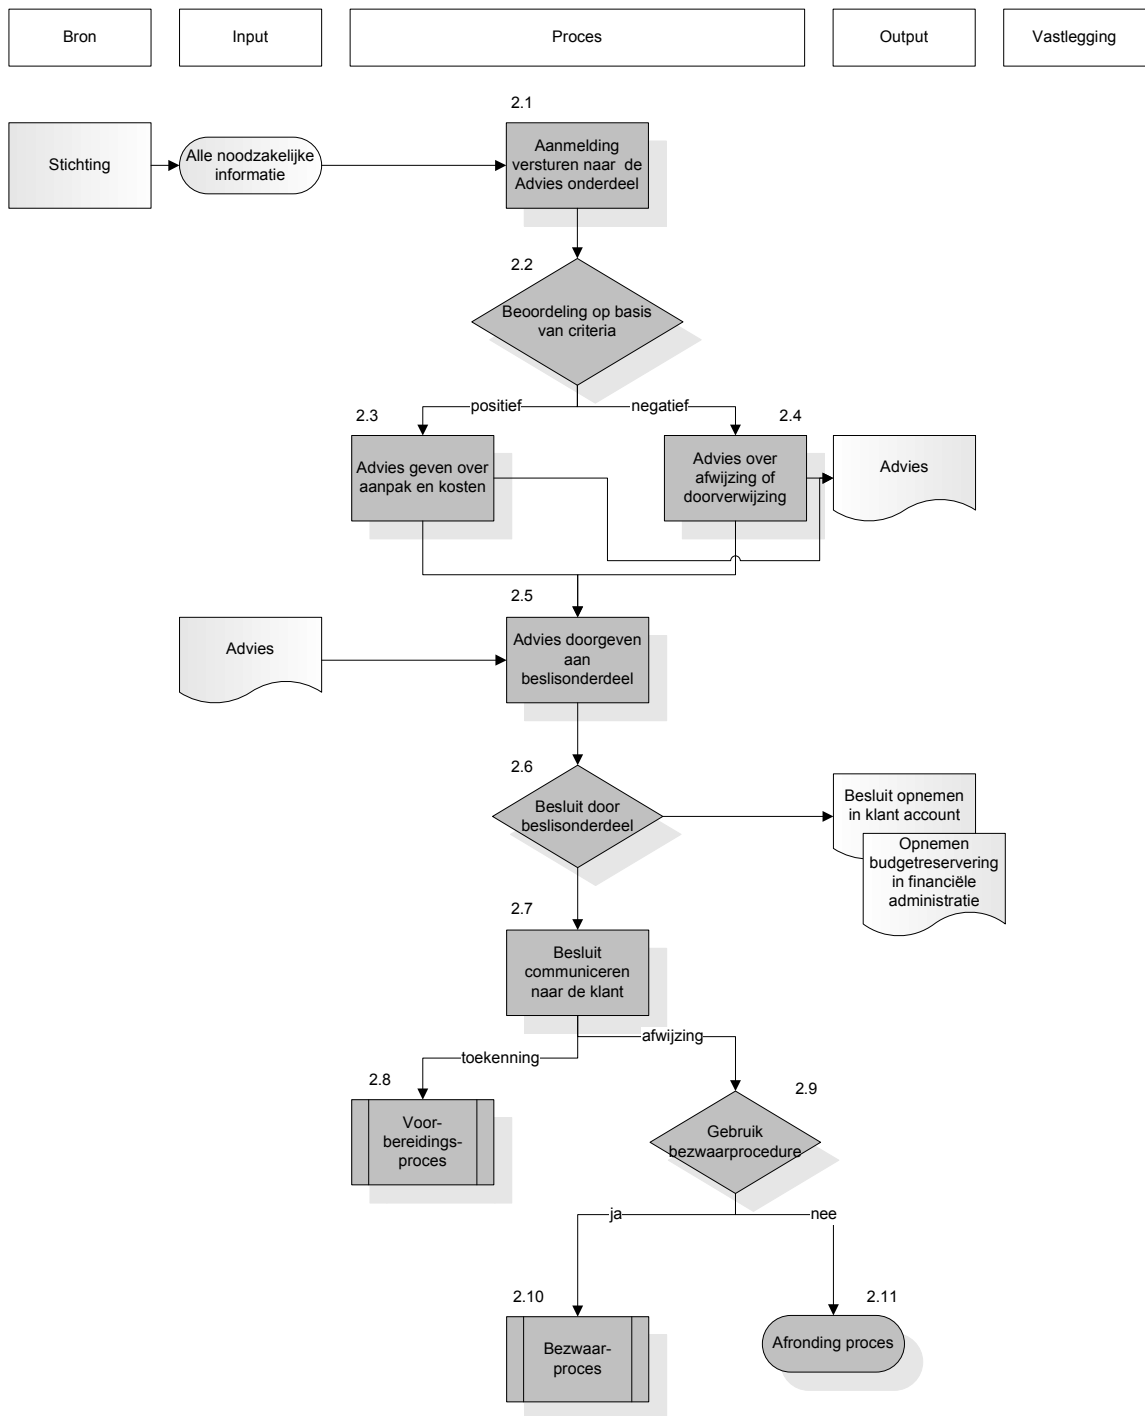 Bron
Input
Proces
Output
Vastlegging
2.1
Stichting
Alle noodzakelijke
informatie
Aanmelding
versturen naar de
Advies onderdeel
2.2
Beoordeling op basis
van criteria
positief
negatief
2.3
2.4
Advies geven over
aanpak en kosten
Advies over
afwijzing of
doorverwijzing
Advies
2.5
Advies
Advies doorgeven
aan
beslisonderdeel
2.6
Besluit door
beslisonderdeel
Besluit opnemen
in klant account
Opnemen
budgetreservering
in financiële
administratie
2.7
Besluit
communiceren
naar de klant
toekenning
afwijzing
2.8
2.9
Voor-
bereidings-
proces
Gebruik
bezwaarprocedure
ja
nee
2.10
2.11
Bezwaar-
proces
Afronding proces